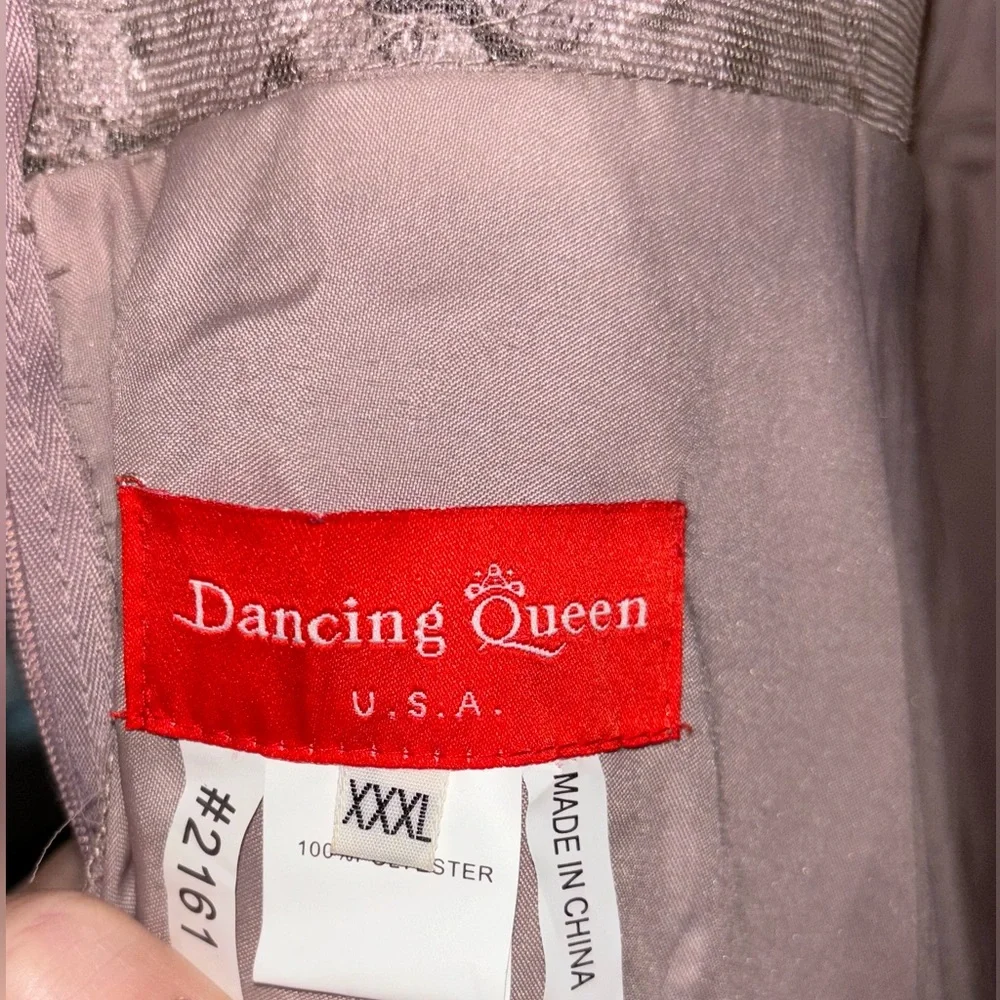 Dancing Queen
U.S.A.
XXXL
#2161
100% POLYESTER
MADE IN CHINA